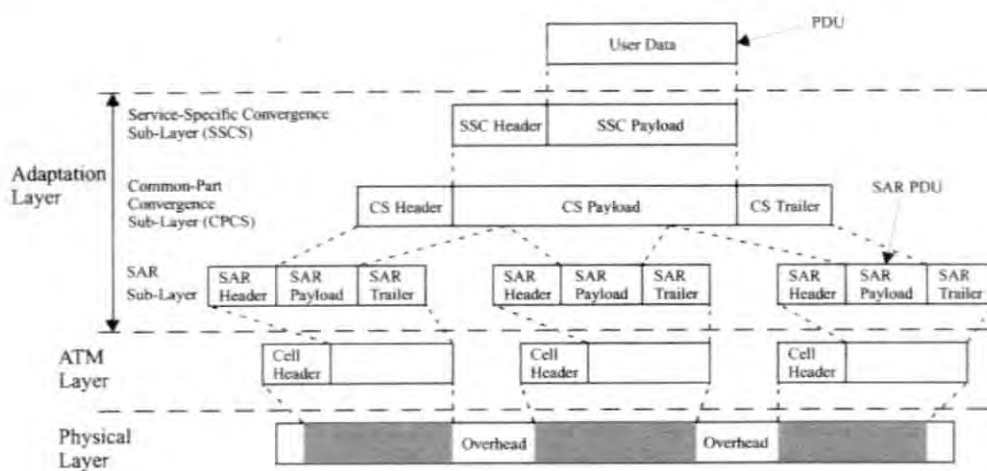 PDU
User Data
Service-Specific Convergence
Sub-Layer (SSCS)
SSC Header
SSC Payload
Adaptation
Layer
Common-Part
Convergence
Sub-Layer (CPCS)
CS Header
CS Payload
CS Trailer
SAR PDU
SAR
Sub-Layer
SAR
Header
SAR
Payload
SAR
Trailer
SAR
Header
SAR
Payload
SAR
Trailer
SAR
Header
SAR
Payload
SAR
Trailer
ATM
Layer
Cell
Header
Cell
Header
Cell
Header
Physical
Layer
Overhead
Overhead